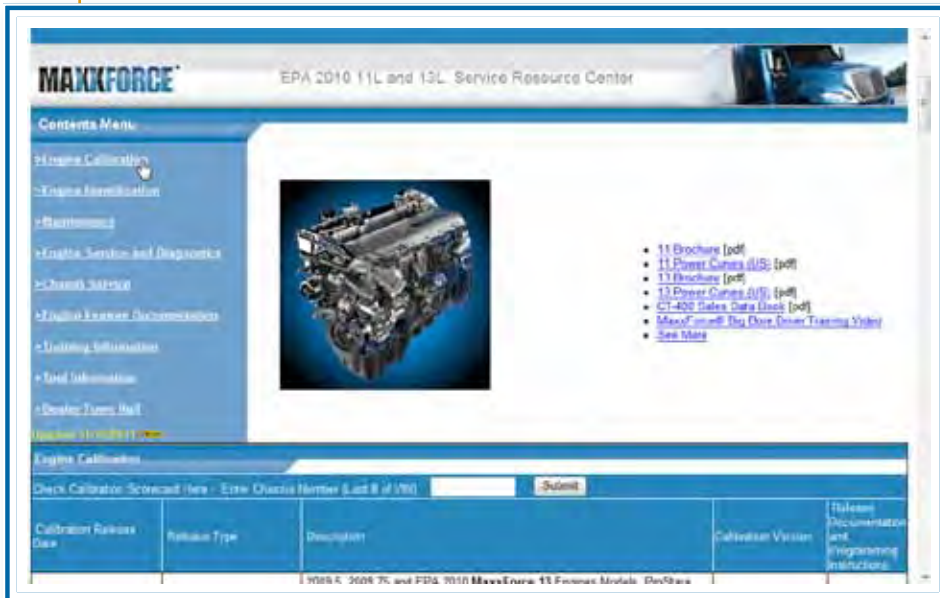 MAXXFORCE
EPA 2010 11L and 13L Service Resource Center
Contents Menu
>Engine Calibration
>Engine Identification
>Maintenance
>Engine Service and Diagnostics
>Chassis Service
>Engine Feature Documentation
>Training Information
>Tool Information
>Dealer Town Hall
11 Brochure [pdf]
11 Power Curves (US) [pdf]
13 Brochure [pdf]
13 Power Curves (US) [pdf]
CT-400 Sales Data Book [pdf]
MaxxForce® Big Bore Driver Training Video
See More
Engine Calibration
Check Calibration Scorecard Here - Enter Chassis Number (Last 8 of VIN)
Submit
Calibration Release Date
Release Type
Description
Calibration Version
Release
Documentation
and
Programming
Instructions
2009.5, 2009.75 and EPA 2010 MaxxForce 13 Engines Models, ProStar